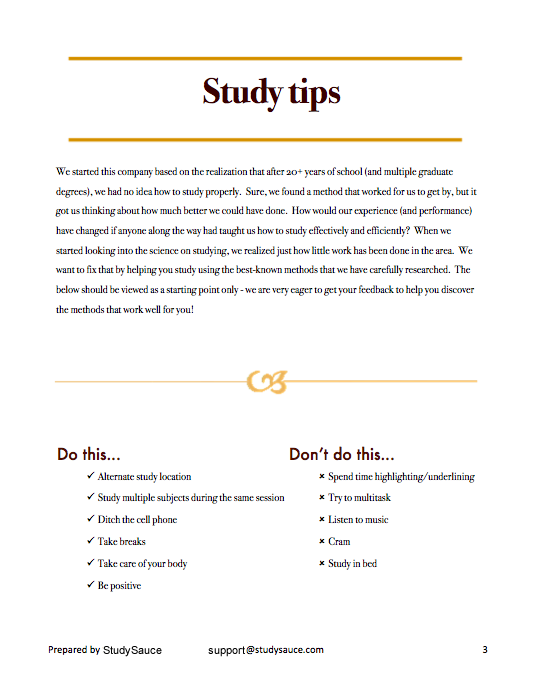 Study tips
We started this company based on the realization that after 20+ years of school (and multiple graduate
degrees), we had no idea how to study properly. Sure, we found a method that worked for us to get by, but it
got us thinking about how much better we could have done. How would our experience (and performance)
have changed if anyone along the way had taught us how to study effectively and efficiently? When we
started looking into the science on studying, we realized just how little work has been done in the area. We
want to fix that by helping you study using the best-known methods that we have carefully researched. The
below should be viewed as a starting point only - we are very eager to get your feedback to help you discover
the methods that work well for you!
Do this...
✓ Alternate study location
✓ Study multiple subjects during the same session
✓ Ditch the cell phone
✓ Take breaks
✓ Take care of your body
✓ Be positive
Don't do this...
× Spend time highlighting/underlining
× Try to multitask
× Listen to music
× Cram
× Study in bed
Prepared by StudySauce support@studysauce.com 3